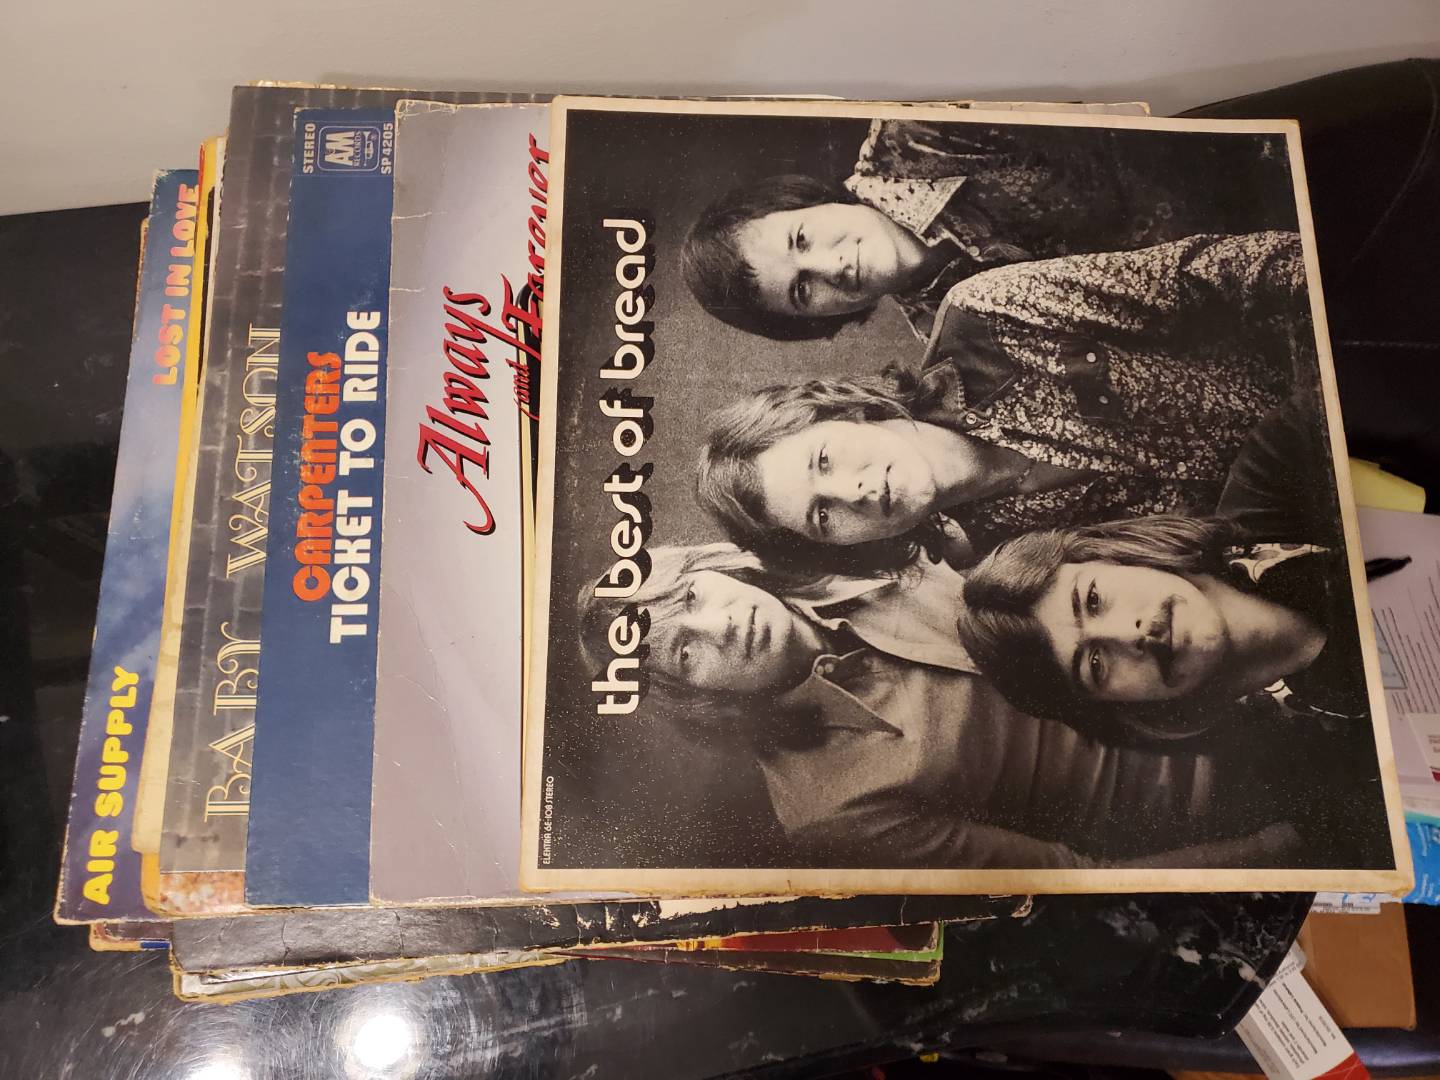 the best of bread
ELEKTRA 6E-108 STEREO
Always
and Forever
STEREO
A&M
RECORDS
SP 4205
CARPENTERS
TICKET TO RIDE
BABY WATSON
AIR SUPPLY
LOST IN LOVE